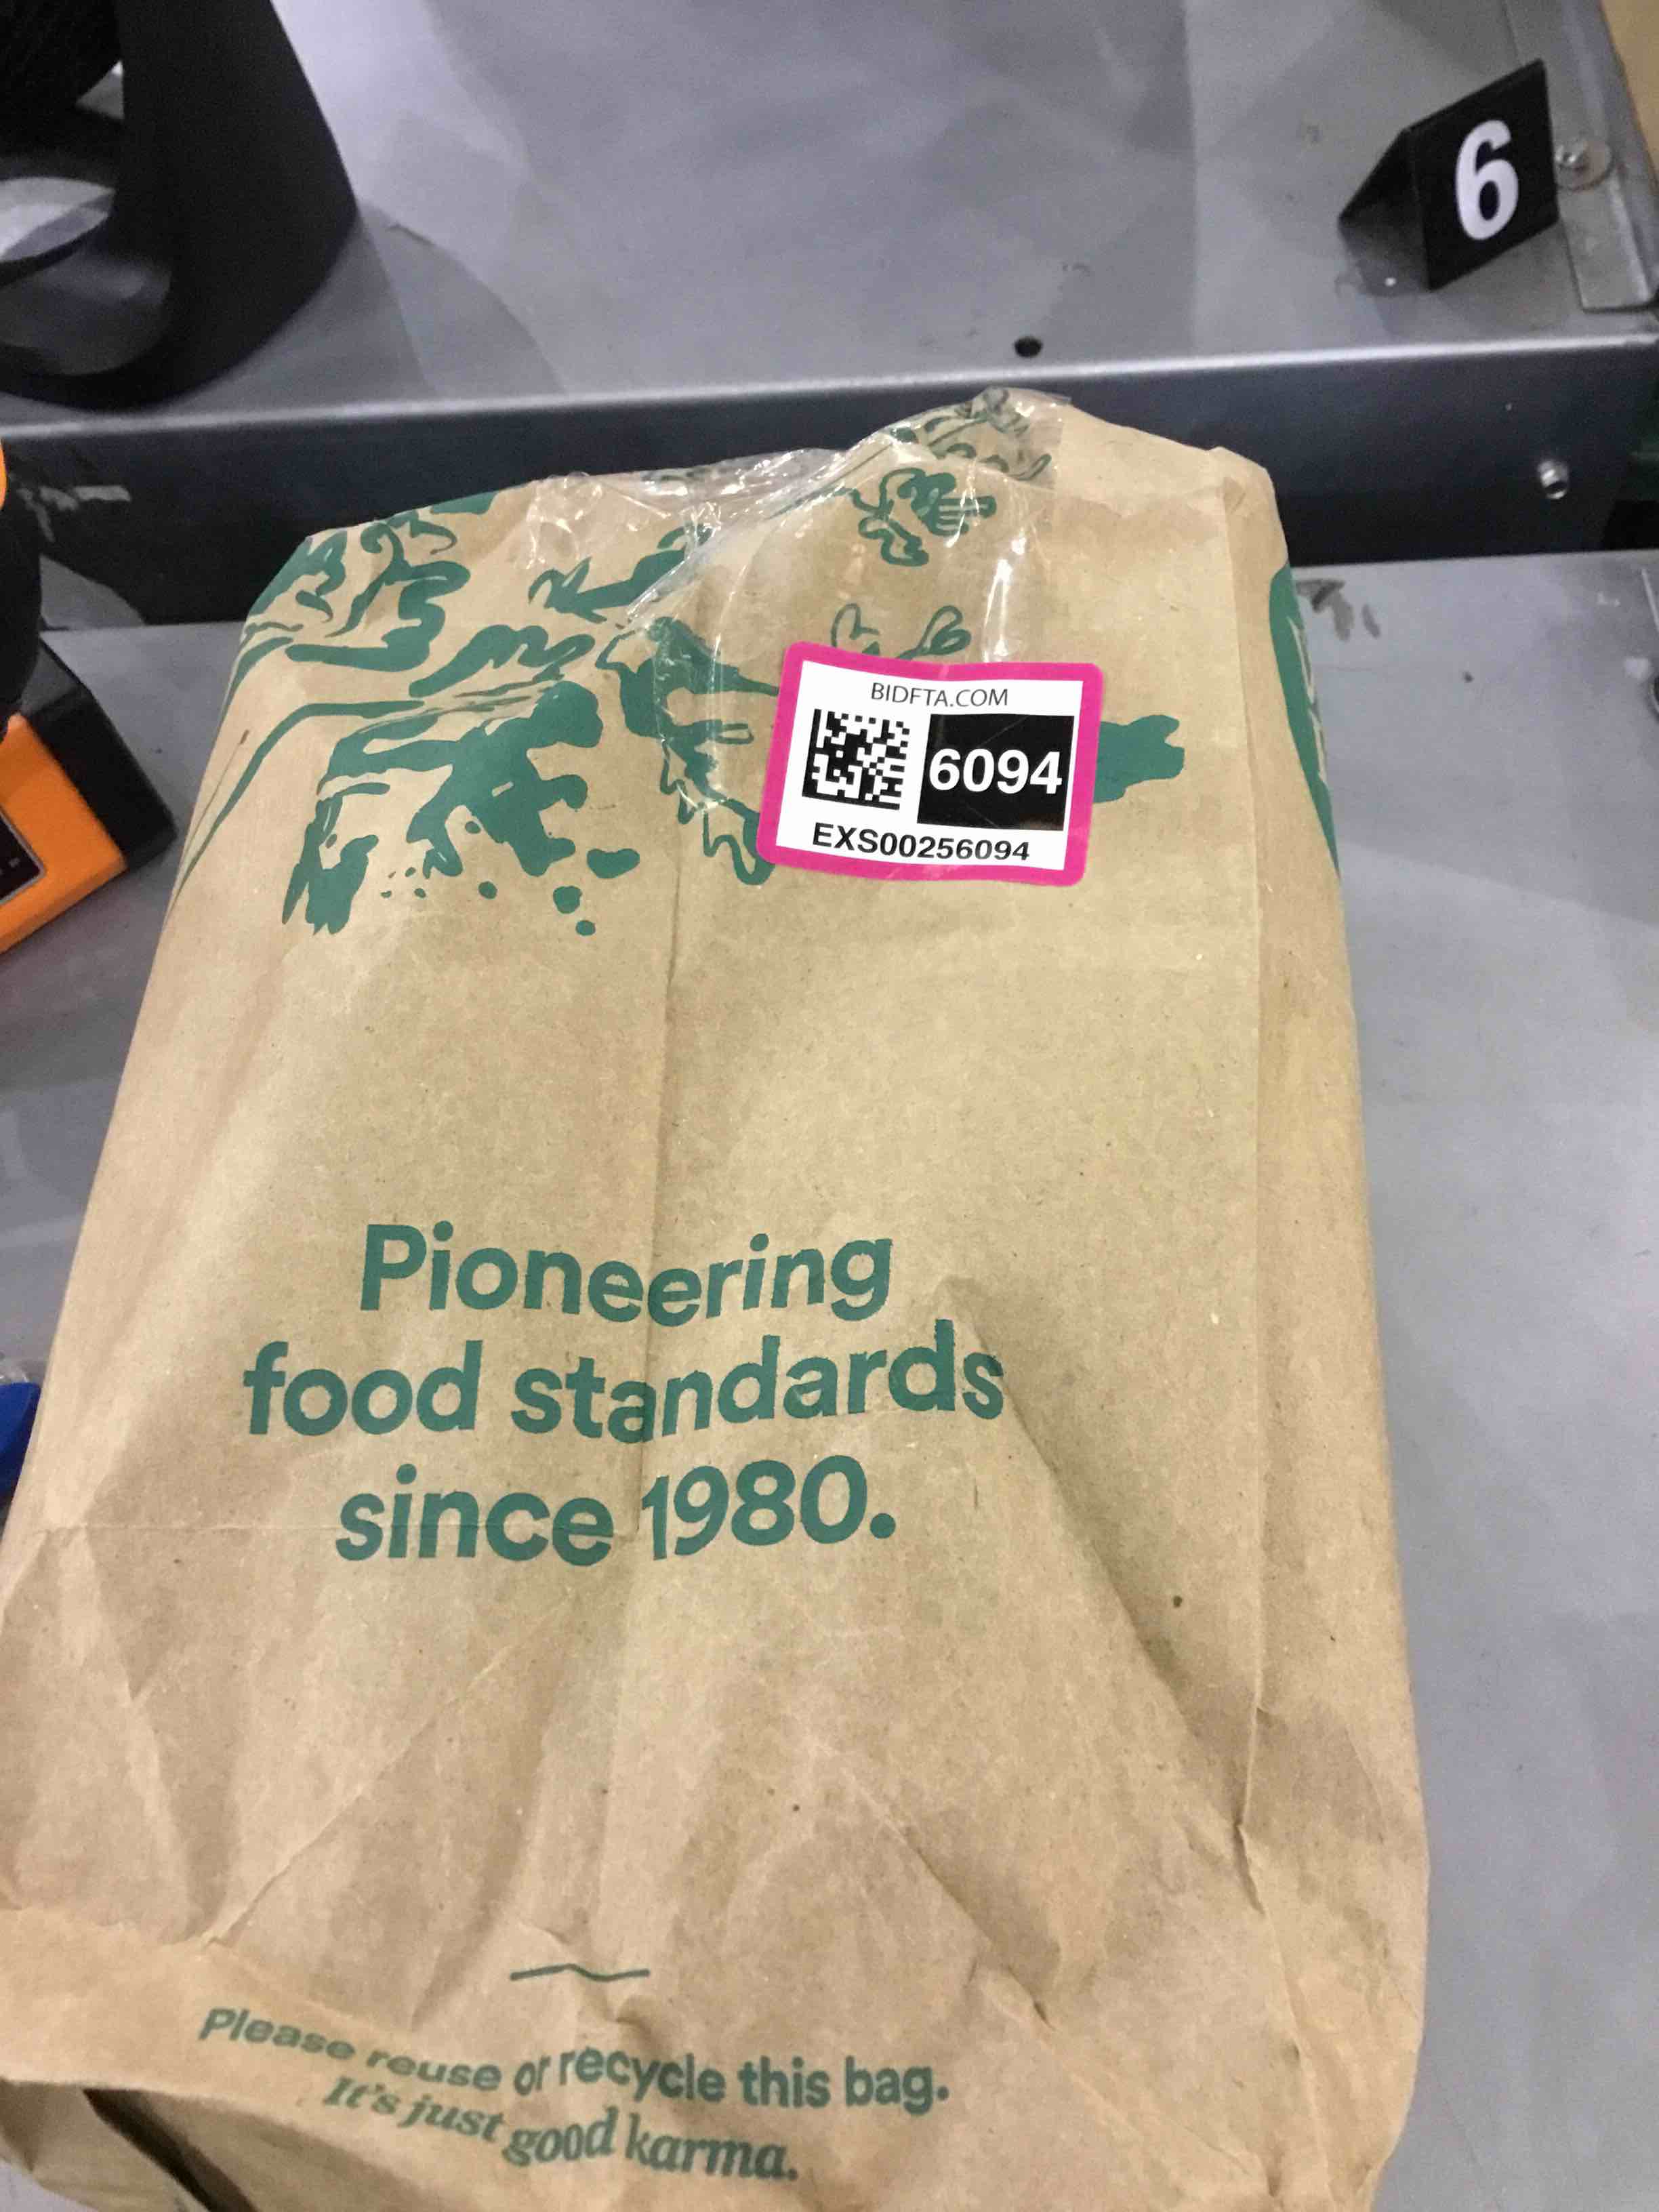 6
BIDFTA.COM
6094
EXS00256094
Pioneering
food standards
since 1980.
Please reuse or recycle this bag.
It's just good karma.